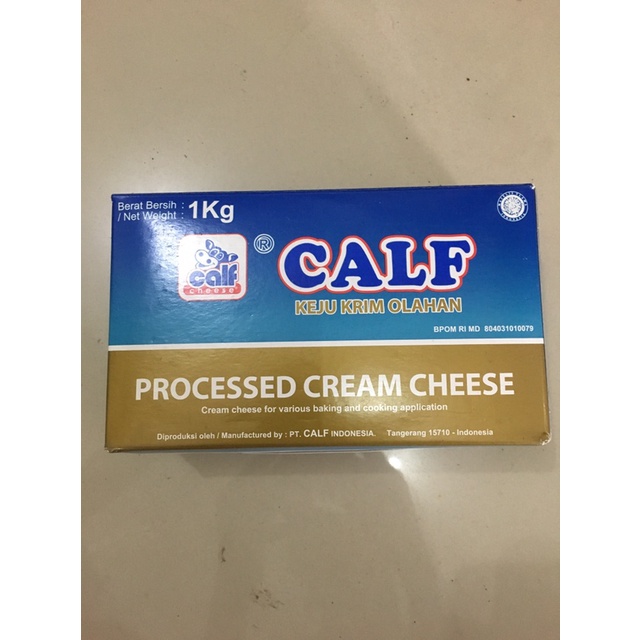 Berat Bersih :
/ Net Weight : 1Kg
calf
cheese
®
CALF
KEJU KRIM OLAHAN
BPOM RI MD 804031010079
PROCESSED CREAM CHEESE
Cream cheese for various baking and cooking application
Diproduksi oleh / Manufactured by : PT. CALF INDONESIA. Tangerang 15710 - Indonesia